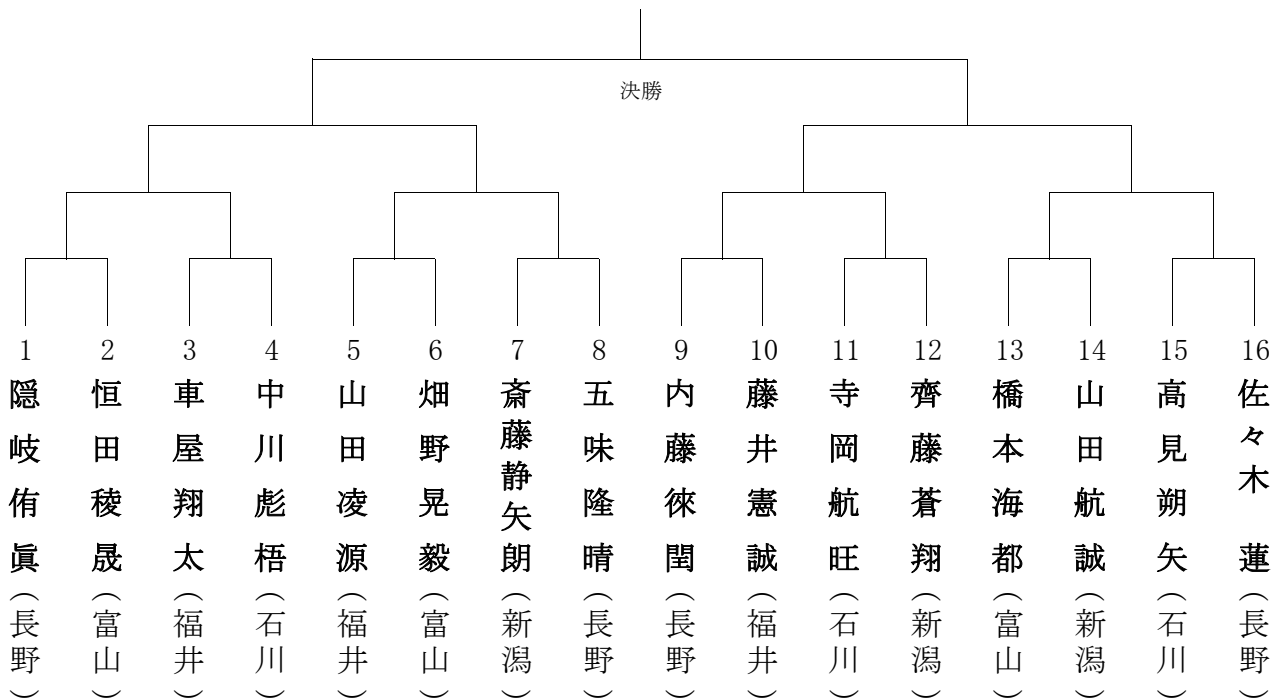 決勝
1 隠岐侑眞（長野）
2 恒田稜晟（富山）
3 車屋翔太（福井）
4 中川彪梧（石川）
5 山田凌源（福井）
6 畑野晃毅（富山）
7 斎藤静矢朗（新潟）
8 五味隆晴（長野）
9 内藤徠閏（長野）
10 藤井憲誠（福井）
11 寺岡航旺（石川）
12 齊藤蒼翔（新潟）
13 橋本海都（富山）
14 山田航誠（新潟）
15 高見朔矢（石川）
16 佐々木 蓮（長野）